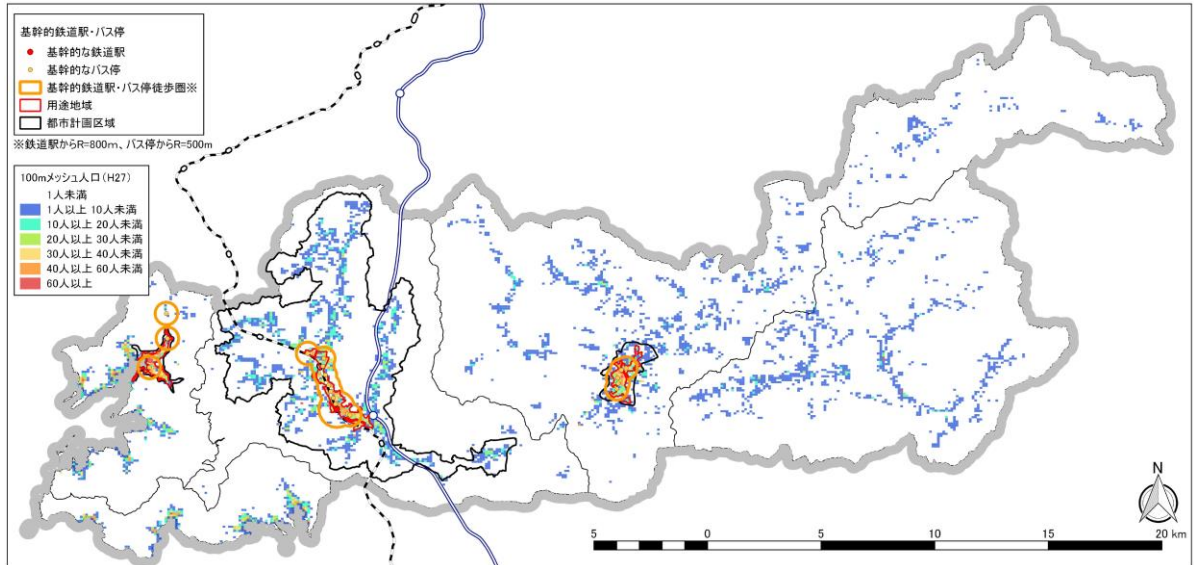 基幹的鉄道駅・バス停
基幹的な鉄道駅
基幹的なバス停
基幹的鉄道駅・バス停徒歩圏※
用途地域
都市計画区域
※鉄道駅からR=800m、バス停からR=500m
100mメッシュ人口(H27)
1人未満
1人以上 10人未満
10人以上 20人未満
20人以上 30人未満
30人以上 40人未満
40人以上 60人未満
60人以上
N
5 0 5 10 15 20 km